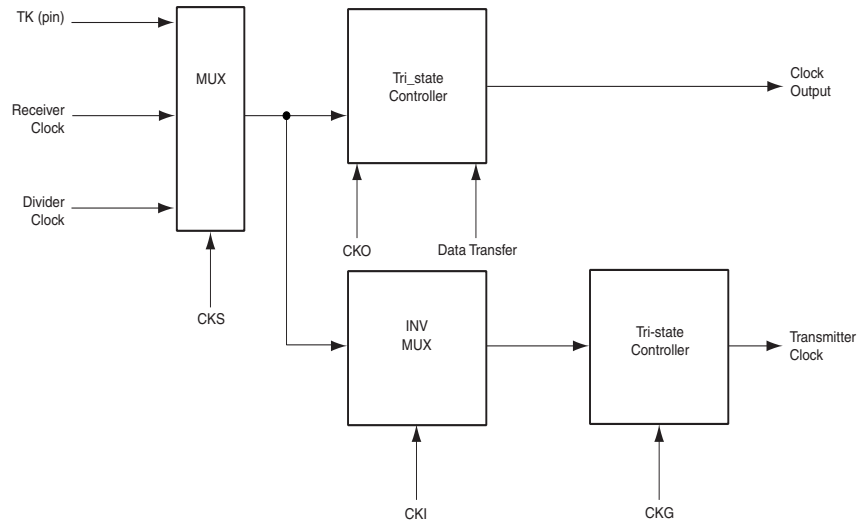 TK (pin)
MUX
Receiver
Clock
Divider
Clock
CKS
Tri_state
Controller
Clock
Output
CKO
Data Transfer
INV
MUX
Tri-state
Controller
Transmitter
Clock
CKI
CKG